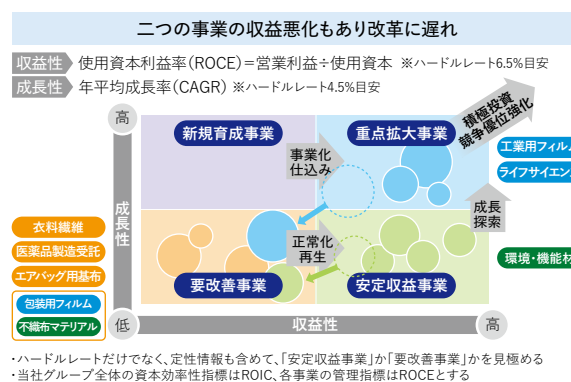 二つの事業の収益悪化もあり改革に遅れ
収益性 使用資本利益率(ROCE)=営業利益÷使用資本 ※ハードルレート6.5%目安
成長性 年平均成長率(CAGR) ※ハードルレート4.5%目安
高
新規育成事業
重点拡大事業
積極投資
競争優位強化
事業化
仕込み
工業用フィルム
ライフサイエン
成長
探索
成長性
衣料繊維
医薬品製造受託
エアバッグ用基布
包装用フィルム
不織布マテリアル
正常化
再生
環境・機能材
要改善事業
安定収益事業
低
収益性
高
・ハードルレートだけでなく、定性情報も含めて、「安定収益事業」か「要改善事業」かを見極める
・当社グループ全体の資本効率性指標はROIC、各事業の管理指標はROCEとする